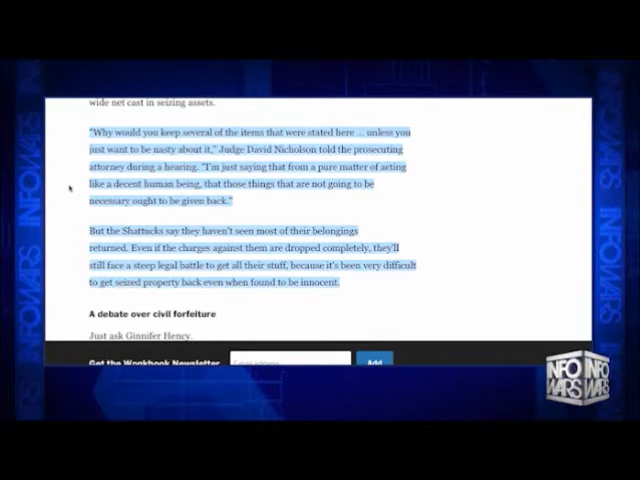 wide net cast in seizing assets.
"Why would you keep several of the items that were stated here ... unless you
just want to be nasty about it," Judge David Nicholson told the prosecuting
attorney during a hearing. "I'm just saying that from a pure matter of acting
like a decent human being, that those things that are not going to be
necessary ought to be given back."
But the Shattucks say they haven't seen most of their belongings
returned. Even if the charges against them are dropped completely, they'll
still face a steep legal battle to get all their stuff, because it's been very difficult
to get seized property back even when found to be innocent.
A debate over civil forfeiture
Just ask Ginnifer Hency.
Get the Wonkbook Newsletter
Add
INFOWARS
INFOWARS
INFO
WARS
INFO
WARS